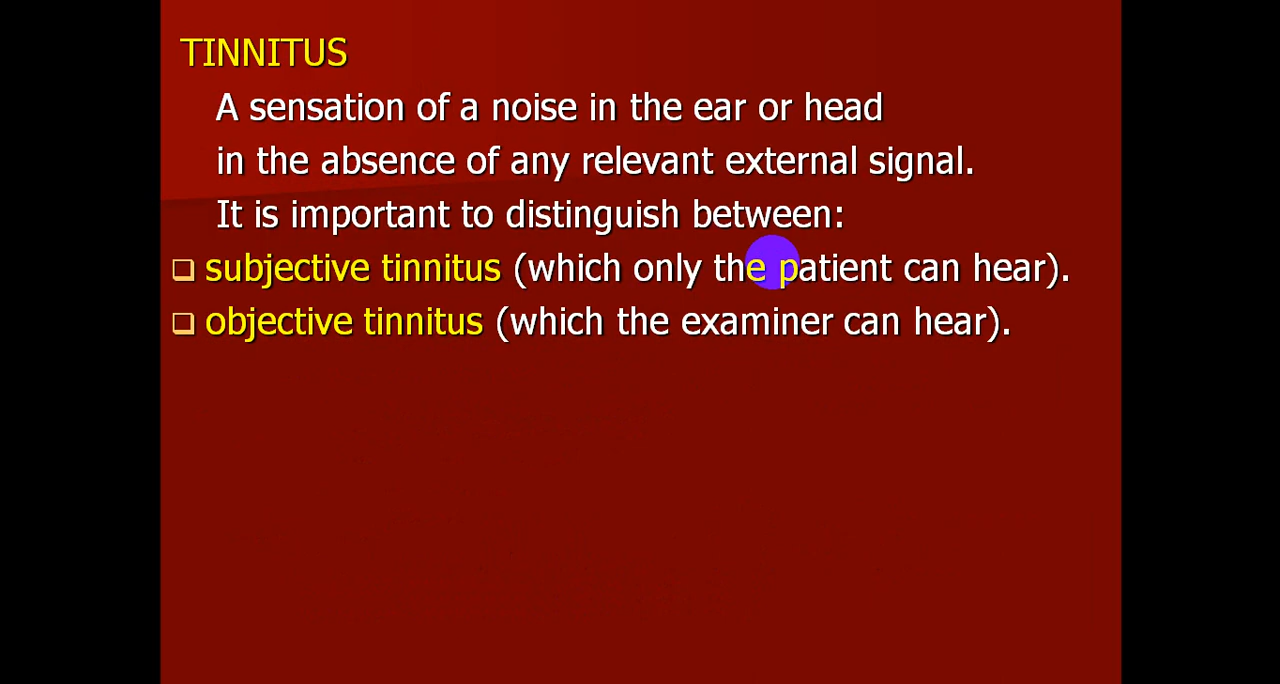 TINNITUS
A sensation of a noise in the ear or head
in the absence of any relevant external signal.
It is important to distinguish between:
❑ subjective tinnitus (which only the patient can hear).
❑ objective tinnitus (which the examiner can hear).